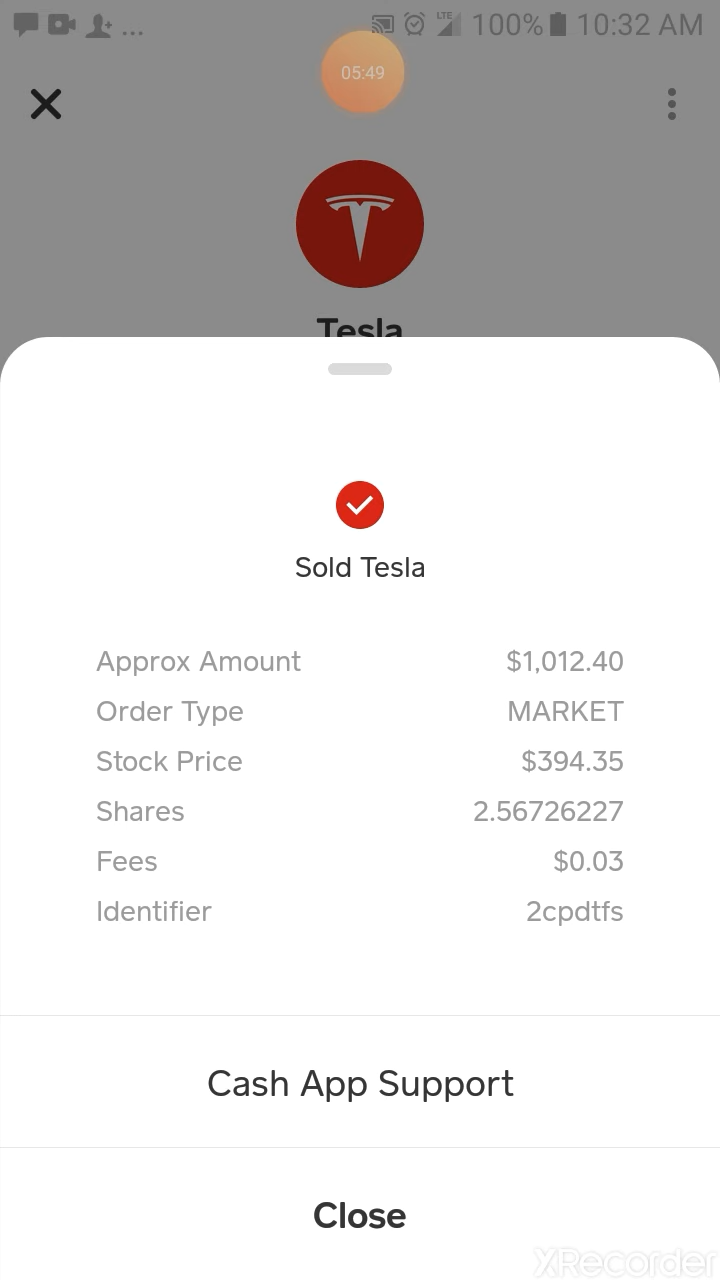 LTE 100% 10:32 AM
05:49
Tesla
Sold Tesla
Approx Amount $1,012.40
Order Type MARKET
Stock Price $394.35
Shares 2.56726227
Fees $0.03
Identifier 2cpdtfs
Cash App Support
Close
XRecorder